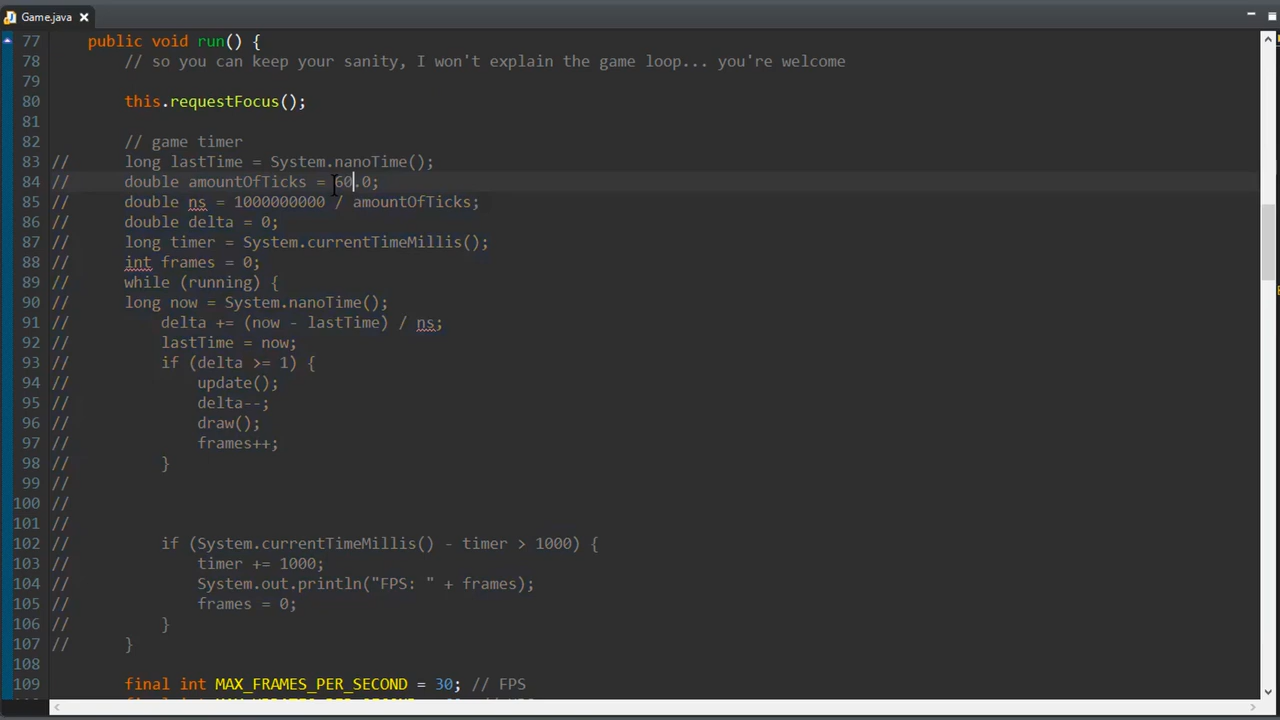 Game.java
77 public void run() {
78 // so you can keep your sanity, I won't explain the game loop... you're welcome
79
80 this.requestFocus();
81
82 // game timer
83 // long lastTime = System.nanoTime();
84 // double amountOfTicks = 60.0;
85 // double ns = 1000000000 / amountOfTicks;
86 // double delta = 0;
87 // long timer = System.currentTimeMillis();
88 // int frames = 0;
89 // while (running) {
90 // long now = System.nanoTime();
91 // delta += (now - lastTime) / ns;
92 // lastTime = now;
93 // if (delta >= 1) {
94 // update();
95 // delta--;
96 // draw();
97 // frames++;
98 // }
99 //
100 //
101 //
102 // if (System.currentTimeMillis() - timer > 1000) {
103 // timer += 1000;
104 // System.out.println("FPS: " + frames);
105 // frames = 0;
106 // }
107 // }
108
109 final int MAX_FRAMES_PER_SECOND = 30; // FPS